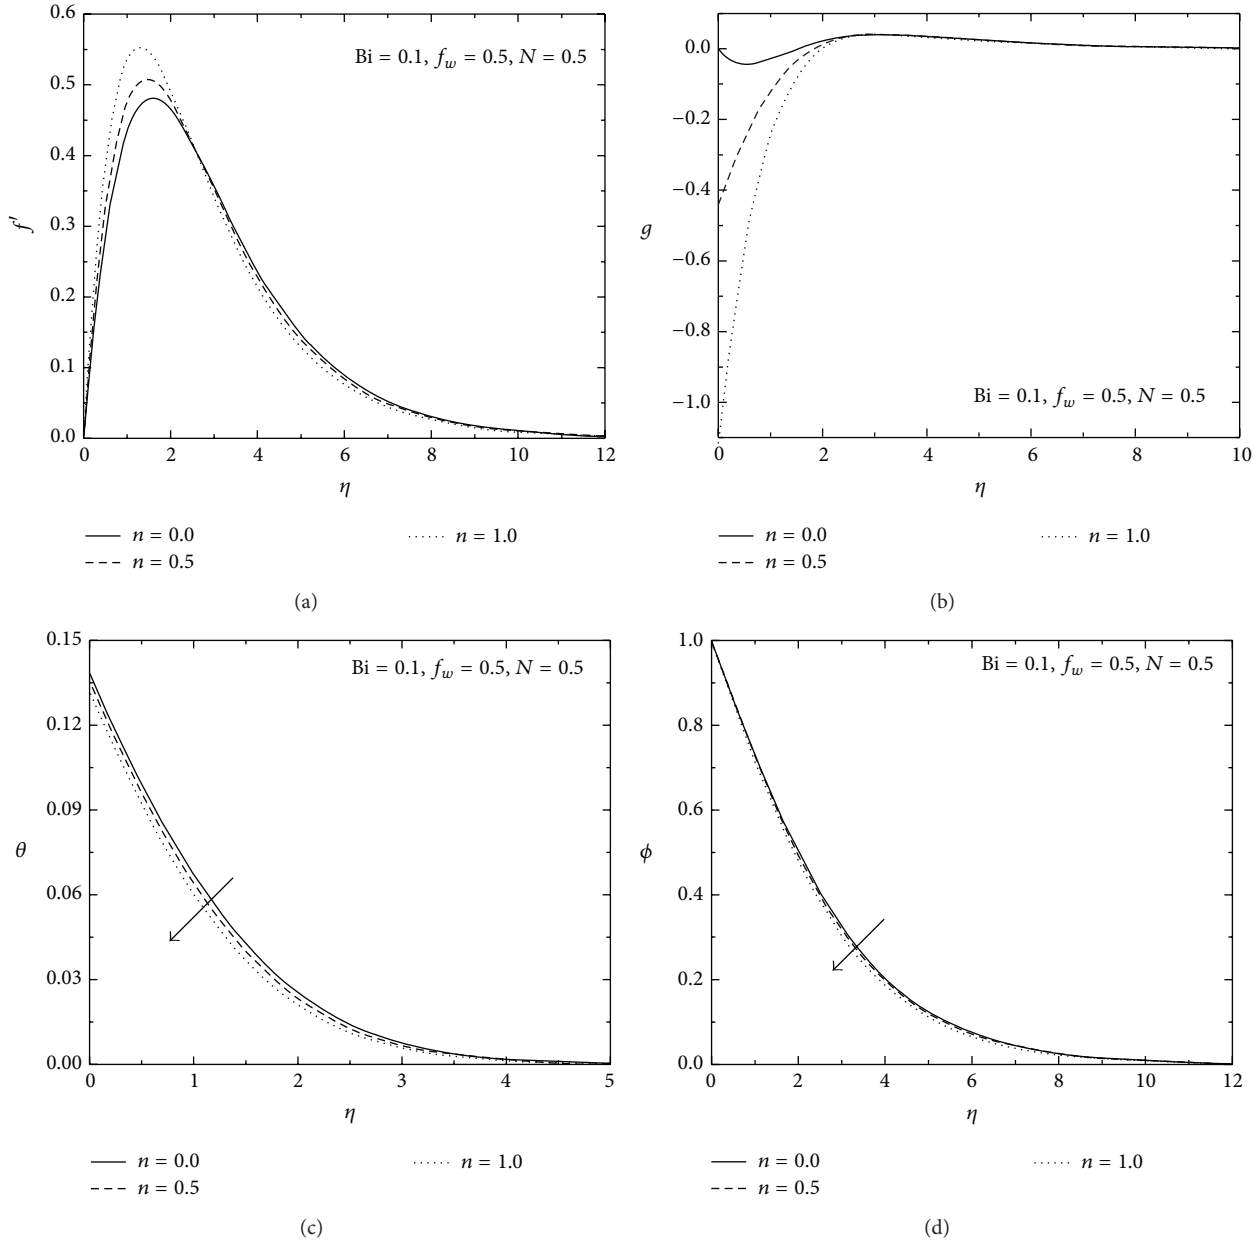 0.6
0.5
0.4
0.3
0.2
0.1
0.0
f′
Bi = 0.1, f_w = 0.5, N = 0.5
0 2 4 6 8 10 12
η
n = 0.0
n = 0.5
n = 1.0
(a)
0.0
−0.2
−0.4
−0.6
−0.8
−1.0
g
Bi = 0.1, f_w = 0.5, N = 0.5
0 2 4 6 8 10
η
n = 0.0
n = 0.5
n = 1.0
(b)
0.15
0.12
0.09
0.06
0.03
0.00
θ
Bi = 0.1, f_w = 0.5, N = 0.5
0 1 2 3 4 5
η
n = 0.0
n = 0.5
n = 1.0
(c)
1.0
0.8
0.6
0.4
0.2
0.0
ϕ
Bi = 0.1, f_w = 0.5, N = 0.5
0 2 4 6 8 10 12
η
n = 0.0
n = 0.5
n = 1.0
(d)